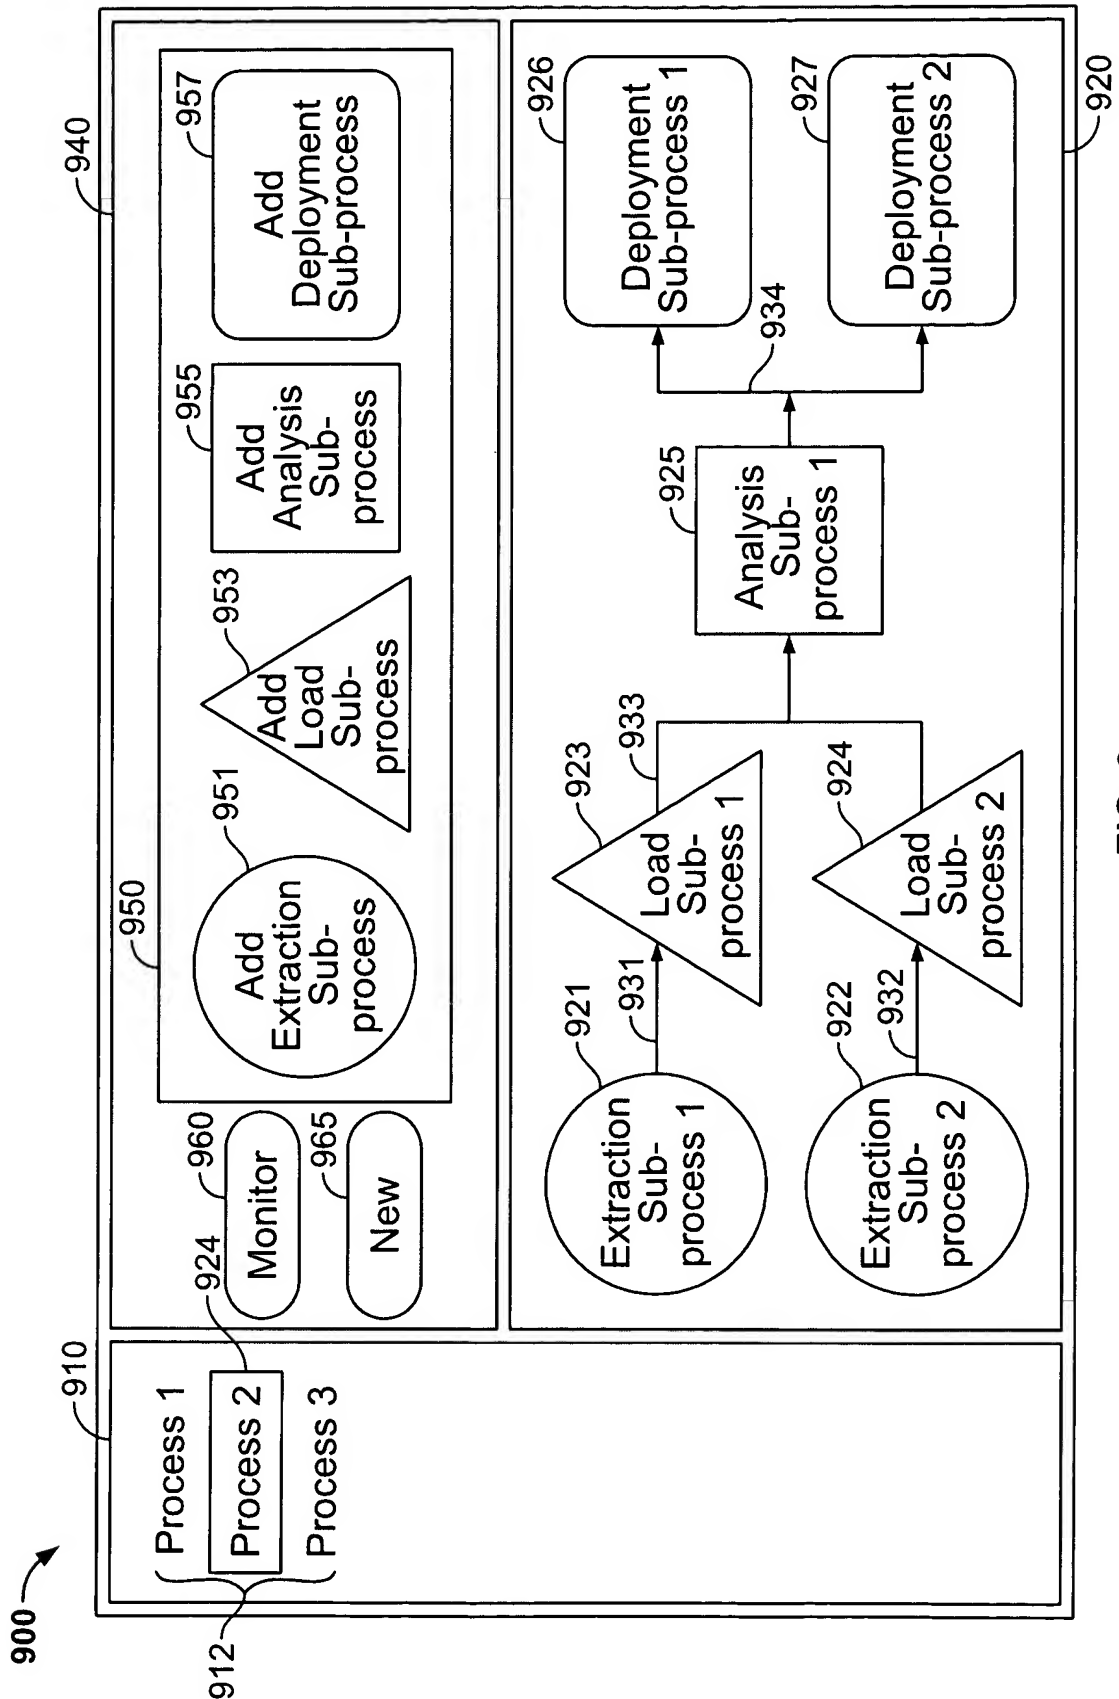 900
910
912
Process 1
Process 2
Process 3
924
940
Monitor
960
New
965
950
Add
Extraction
Sub-
process
951
Add
Load
Sub-
process
953
Add
Analysis
Sub-
process
955
Add
Deployment
Sub-process
957
Extraction
Sub-
process 1
921
931
Load
Sub-
process 1
923
933
Extraction
Sub-
process 2
922
932
Load
Sub-
process 2
924
Analysis
Sub-
process 1
925
934
Deployment
Sub-process 1
926
Deployment
Sub-process 2
927
920